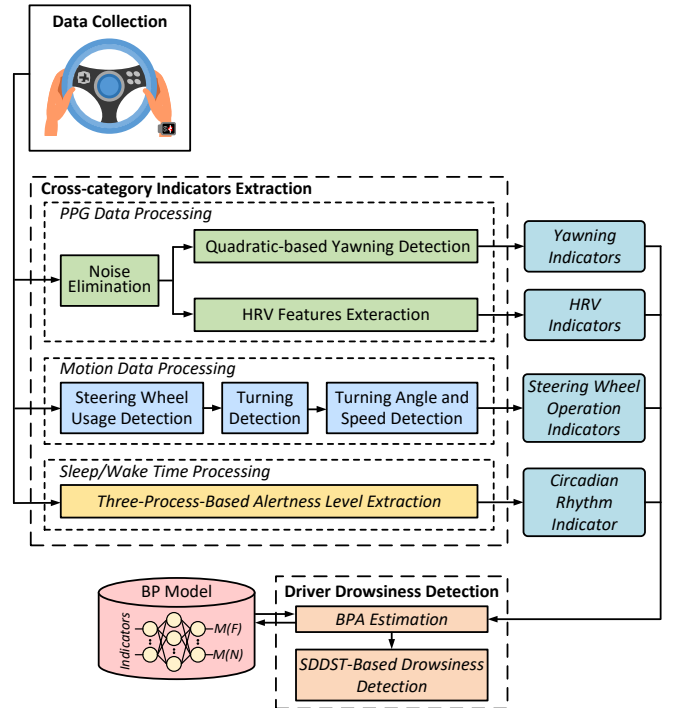 Data Collection
Cross-category Indicators Extraction
PPG Data Processing
Noise
Elimination
Quadratic-based Yawning Detection
HRV Features Exteraction
Yawning
Indicators
HRV
Indicators
Motion Data Processing
Steering Wheel
Usage Detection
Turning
Detection
Turning Angle and
Speed Detection
Steering Wheel
Operation
Indicators
Sleep/Wake Time Processing
Three-Process-Based Alertness Level Extraction
Circadian
Rhythm
Indicator
BP Model
Indicators
M(F)
M(N)
Driver Drowsiness Detection
BPA Estimation
SDDST-Based Drowsiness
Detection